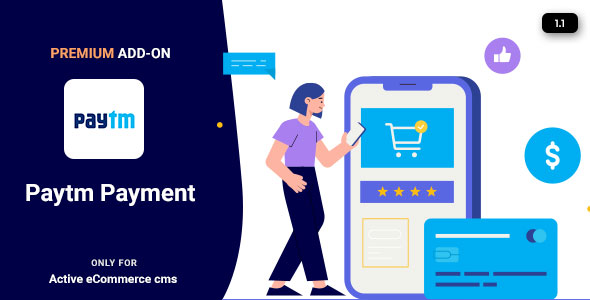 1.1
PREMIUM ADD-ON
paytm
Paytm Payment
ONLY FOR
Active eCommerce cms
$